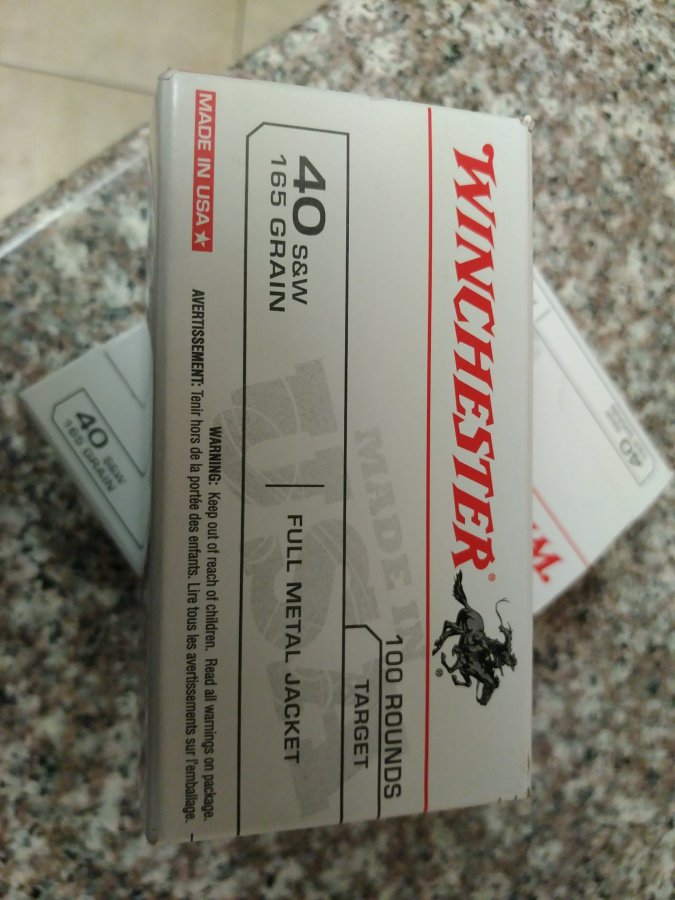 WINCHESTER®
®
100 ROUNDS
TARGET
MADE IN
USA
40 S&W
165 GRAIN
FULL METAL JACKET
MADE IN USA
WARNING: Keep out of reach of children. Read all warnings on package.
AVERTISSEMENT: Tenir hors de la portée des enfants. Lire tous les avertissements sur l'emballage.
40 S&W
165 GRAIN
40